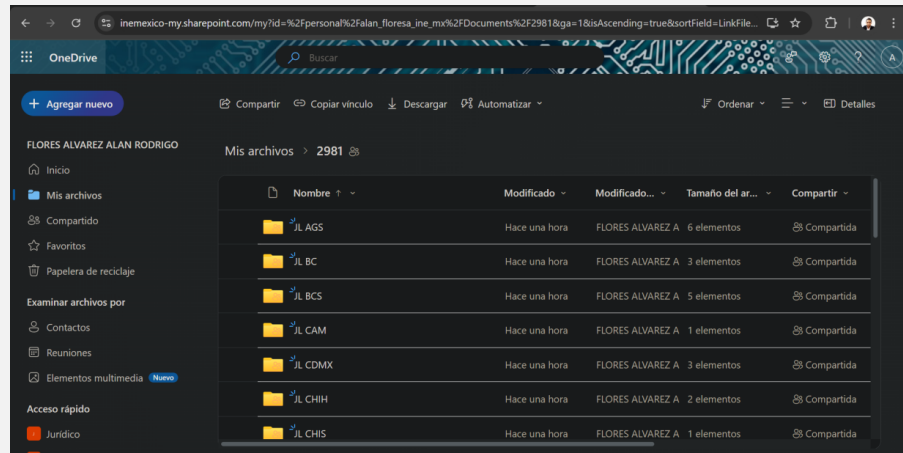 inemexico-my.sharepoint.com/my?id=%2Fpersonal%2Falan_floresa_ine_mx%2FDocuments%2F2981&ga=1&isAscending=true&sortField=LinkFile...
OneDrive
Buscar
A
Agregar nuevo
Compartir Copiar vínculo Descargar Automatizar
Ordenar Detalles
FLORES ALVAREZ ALAN RODRIGO
Mis archivos > 2981
Inicio
Mis archivos
Compartido
Favoritos
Papelera de reciclaje
Examinar archivos por
Contactos
Reuniones
Elementos multimedia Nuevo
Acceso rápido
Jurídico
Nombre ↑ Modificado Modificado... Tamaño del ar... Compartir
JL AGS Hace una hora FLORES ALVAREZ A 6 elementos Compartida
JL BC Hace una hora FLORES ALVAREZ A 3 elementos Compartida
JL BCS Hace una hora FLORES ALVAREZ A 5 elementos Compartida
JL CAM Hace una hora FLORES ALVAREZ A 1 elementos Compartida
JL CDMX Hace una hora FLORES ALVAREZ A 3 elementos Compartida
JL CHIH Hace una hora FLORES ALVAREZ A 2 elementos Compartida
JL CHIS Hace una hora FLORES ALVAREZ A 1 elementos Compartida